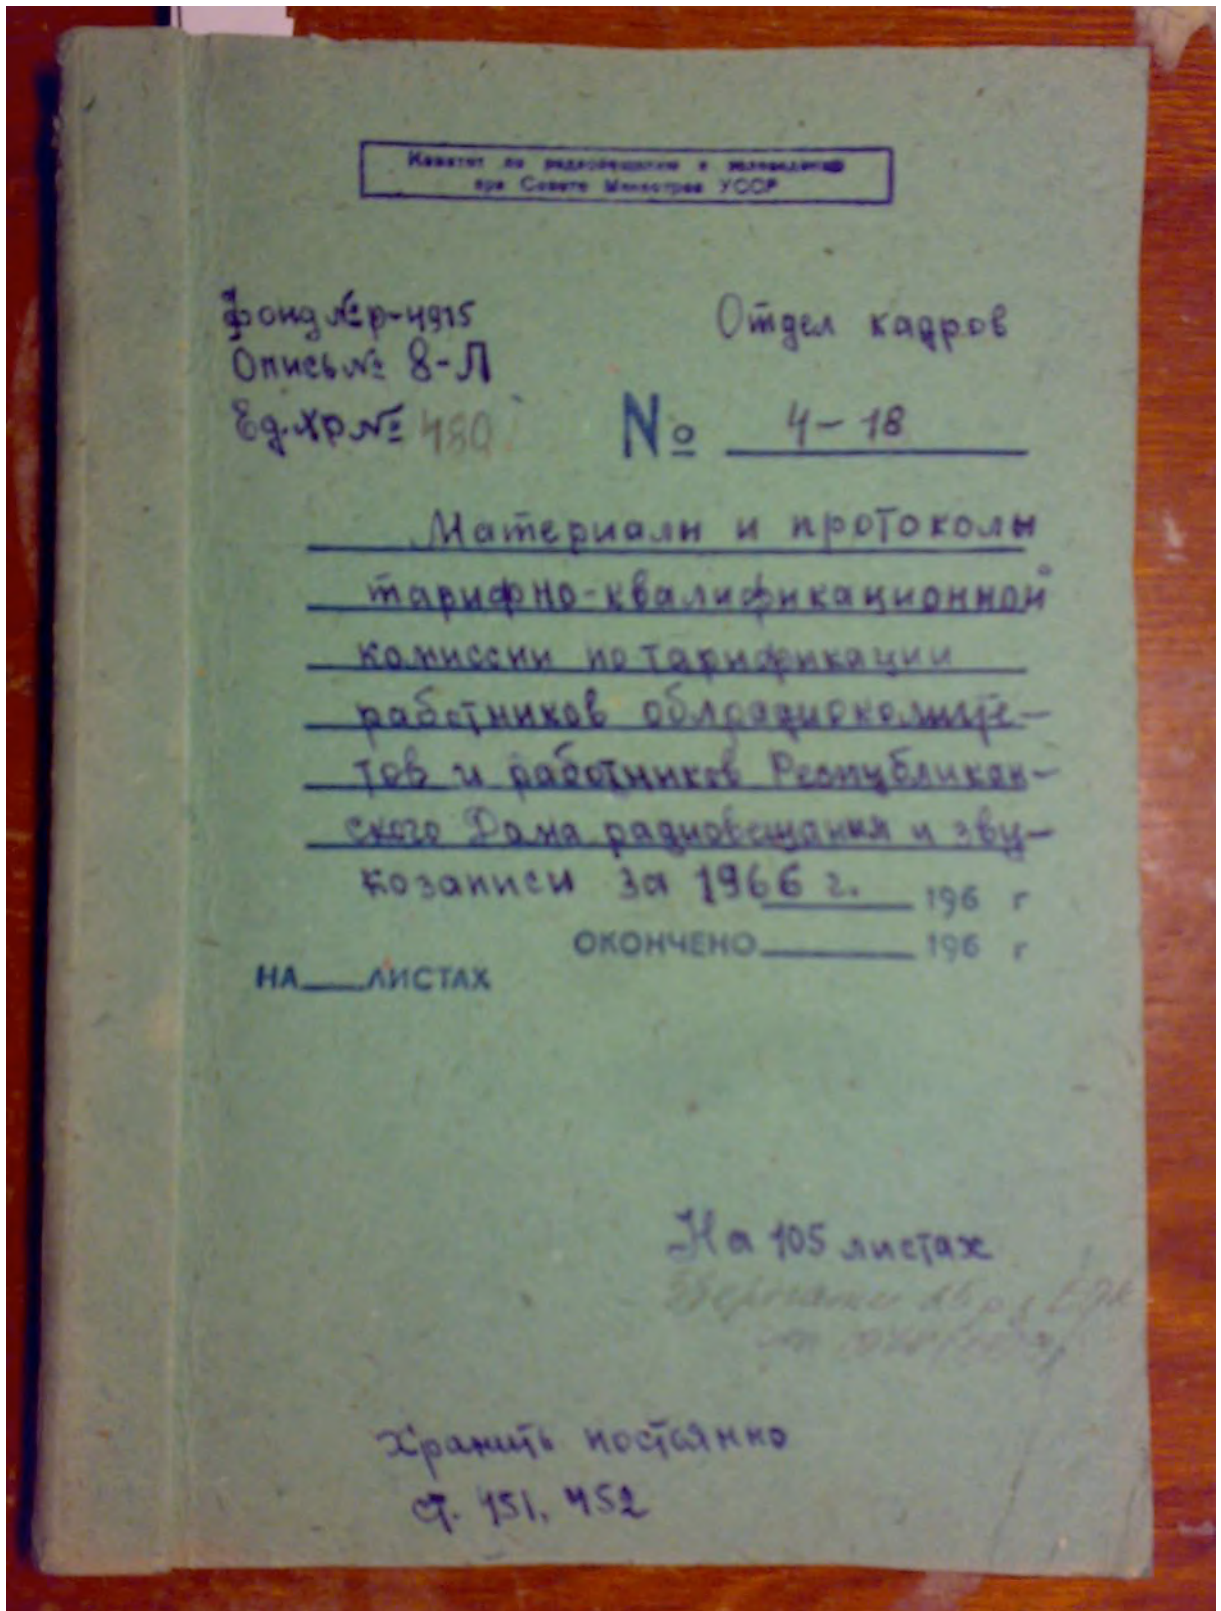 Комитет по радиовещанию и телевидению
при Совете Министров УССР
Фонд № р-4915
Отдел кадров
Опись № 8-Л
Ед.хр № 480
№ 4-18
Материалы и протоколы
тарифно-квалификационной
комиссии по тарификации
работников облрадиокомите-
тов и работников Республикан-
ского Дома радиовещания и зву-
козаписи за 1966 г. 196 г
ОКОНЧЕНО 196 г
НА ЛИСТАХ
На 105 листах
Хранить постоянно
ст. 451, 452